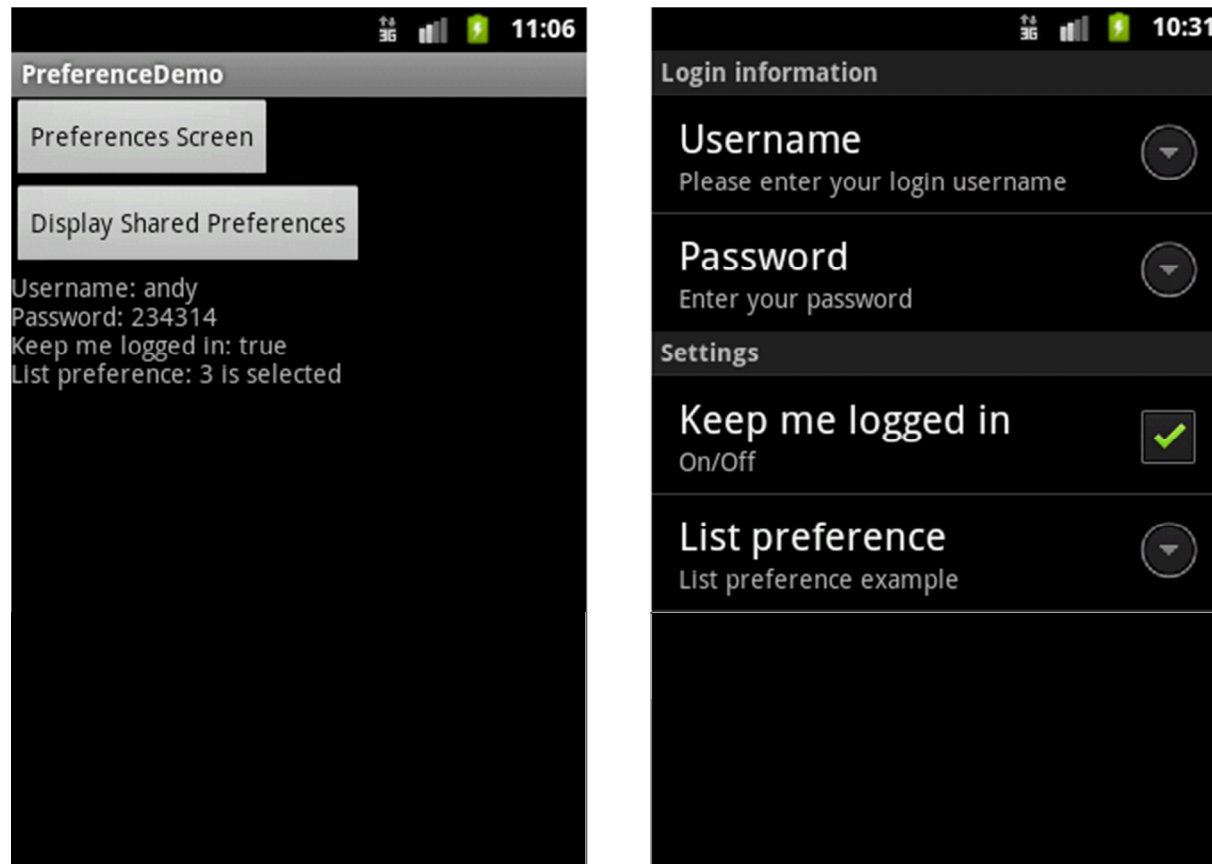 3G 11:06
PreferenceDemo
Preferences Screen
Display Shared Preferences
Username: andy
Password: 234314
Keep me logged in: true
List preference: 3 is selected
3G 10:31
Login information
Username
Please enter your login username
Password
Enter your password
Settings
Keep me logged in
On/Off
List preference
List preference example